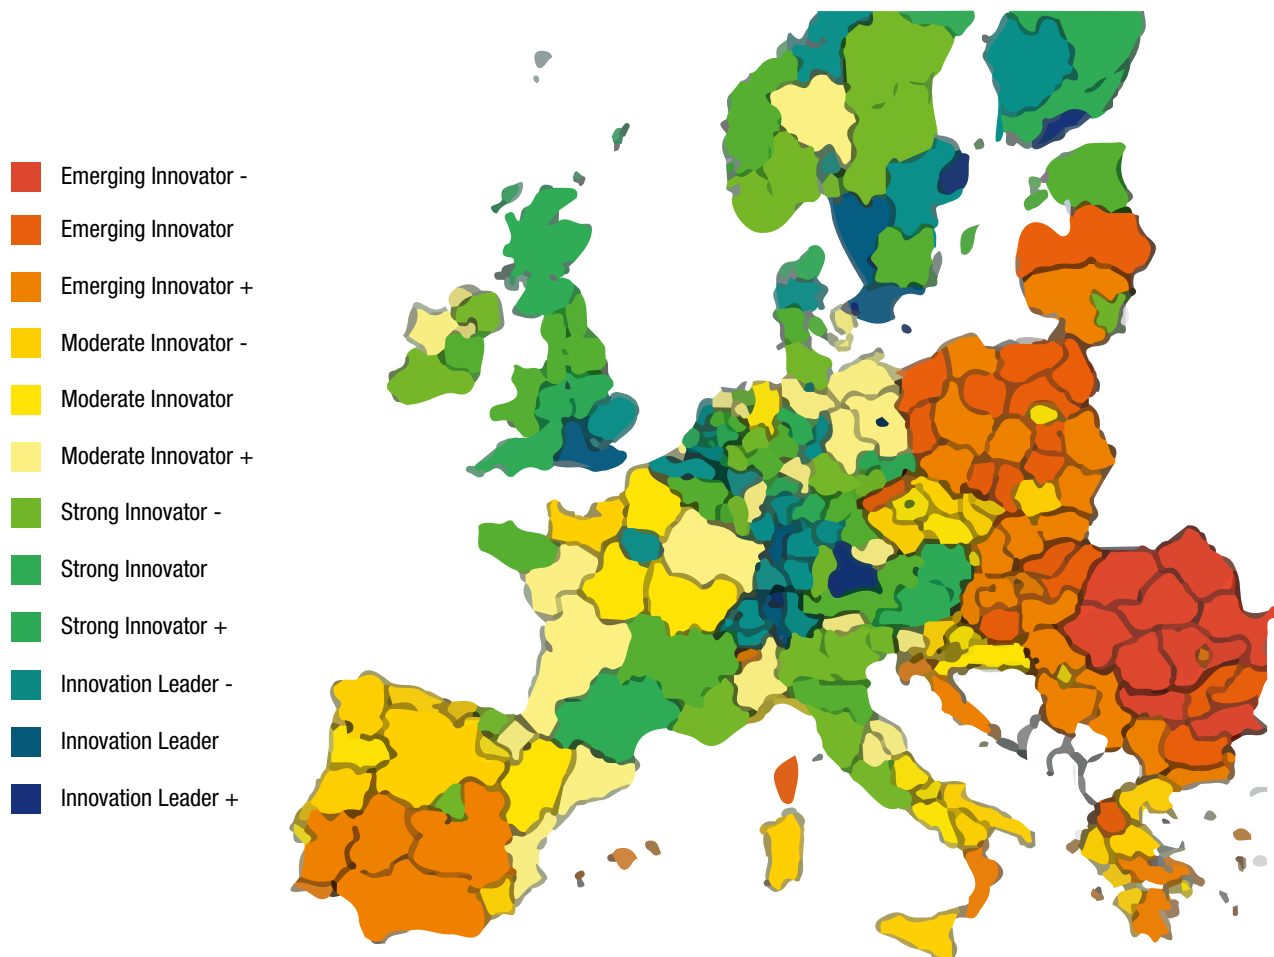 Emerging Innovator -
Emerging Innovator
Emerging Innovator +
Moderate Innovator -
Moderate Innovator
Moderate Innovator +
Strong Innovator -
Strong Innovator
Strong Innovator +
Innovation Leader -
Innovation Leader
Innovation Leader +